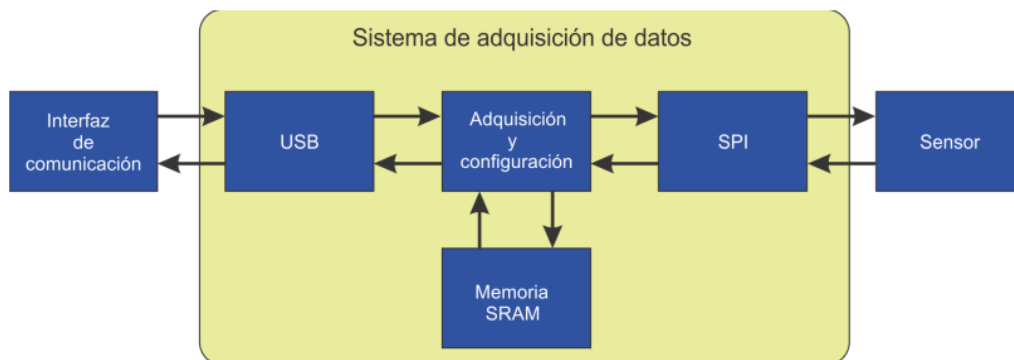 Sistema de adquisición de datos
Interfaz
de
comunicación
USB
Adquisición
y
configuración
SPI
Sensor
Memoria
SRAM